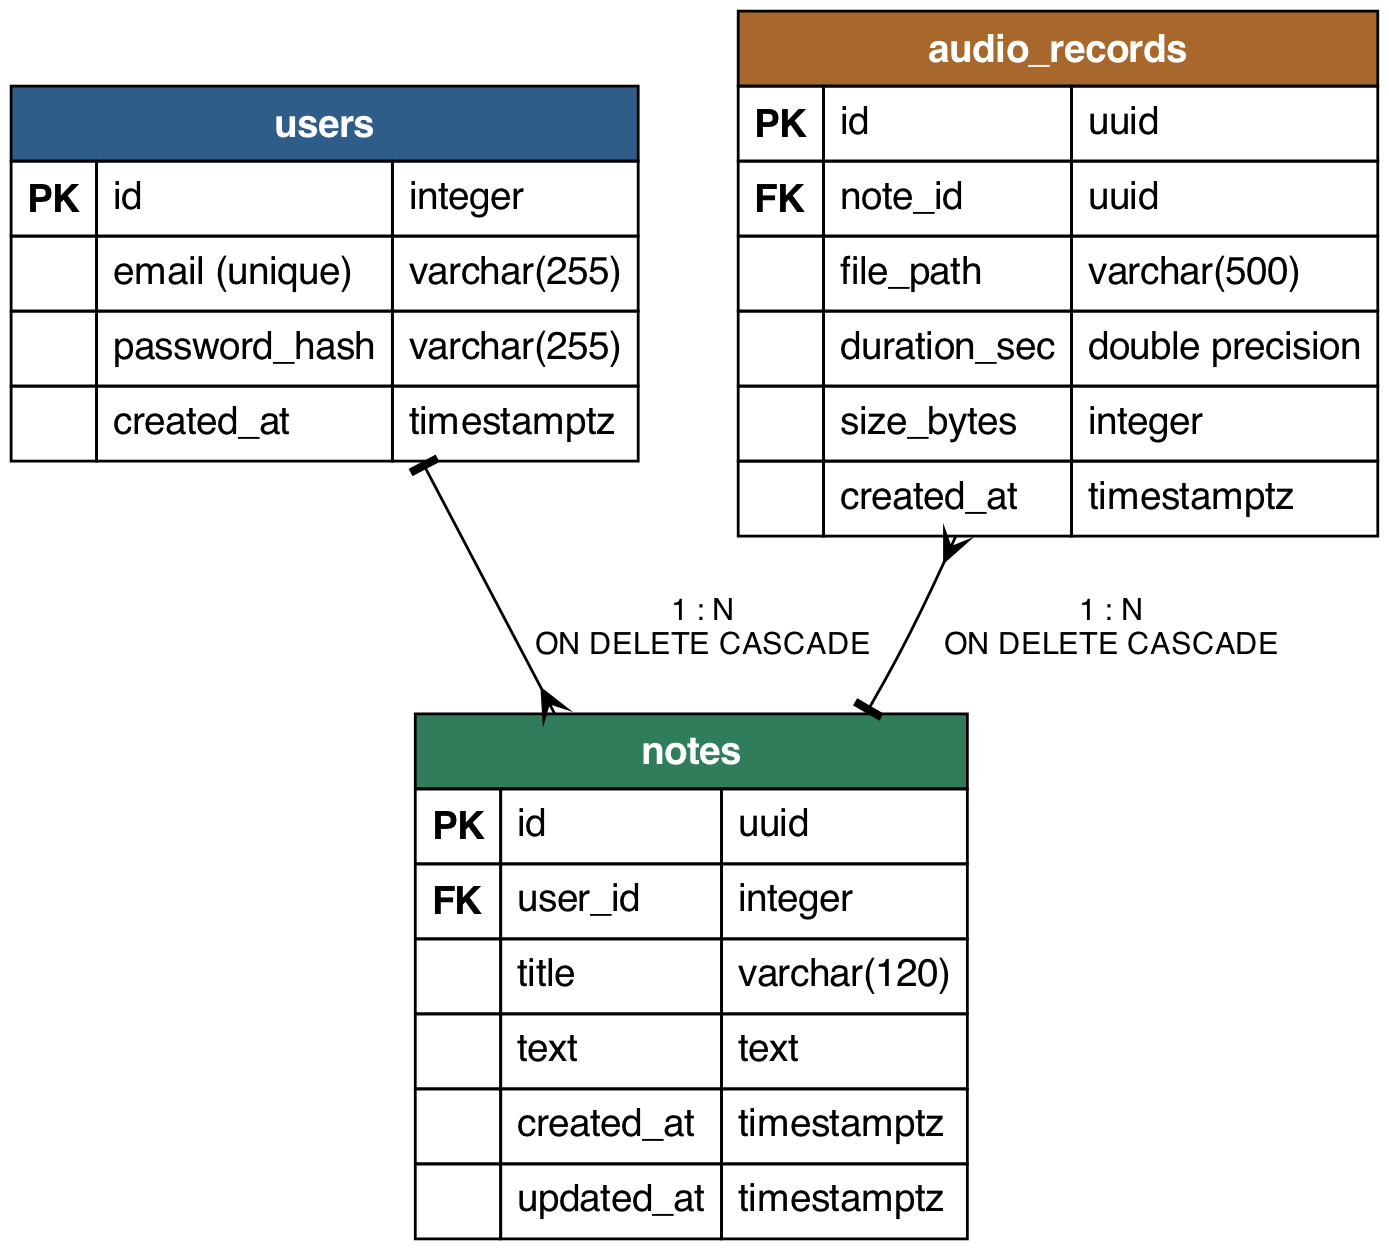 users
PK id integer
email (unique) varchar(255)
password_hash varchar(255)
created_at timestamptz
audio_records
PK id uuid
FK note_id uuid
file_path varchar(500)
duration_sec double precision
size_bytes integer
created_at timestamptz
1 : N
ON DELETE CASCADE
1 : N
ON DELETE CASCADE
notes
PK id uuid
FK user_id integer
title varchar(120)
text text
created_at timestamptz
updated_at timestamptz